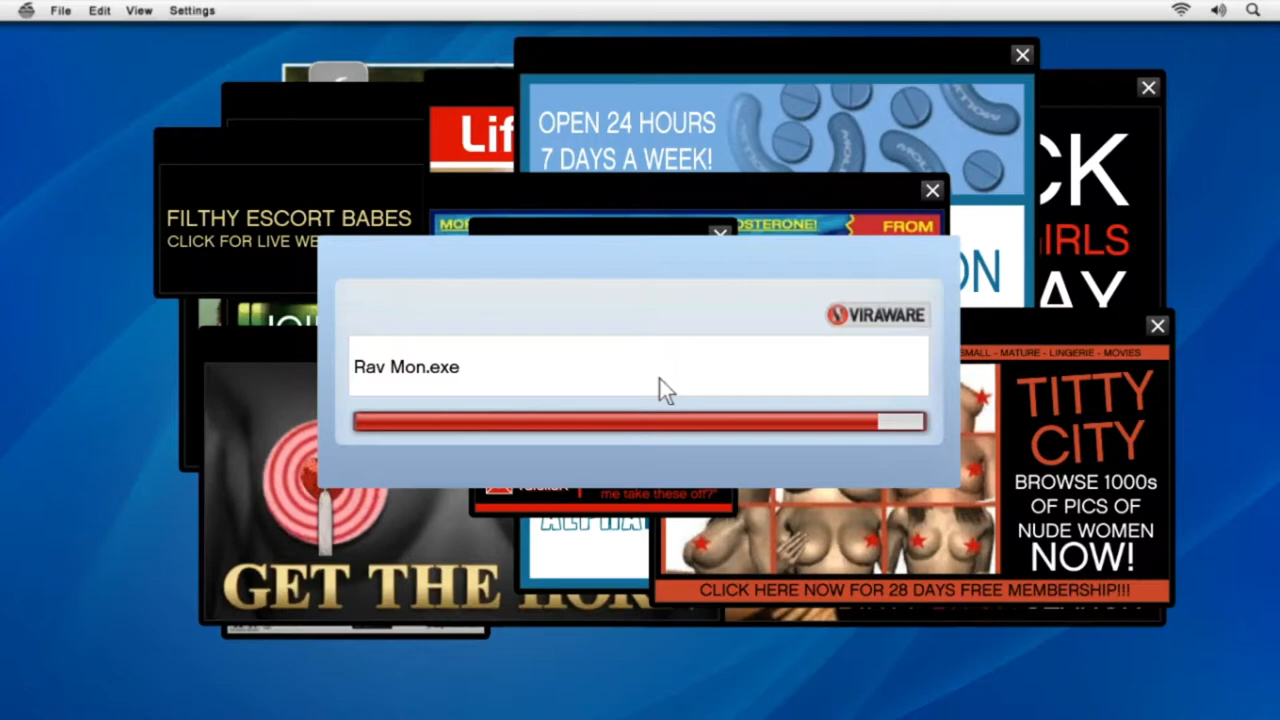 File Edit View Settings
OPEN 24 HOURS
7 DAYS A WEEK!
FILTHY ESCORT BABES
CLICK FOR LIVE WE
FROM
VIRAWARE
Rav Mon.exe
CK
GIRLS
AY
ON
SMALL - MATURE - LINGERIE - MOVIES
TITTY
CITY
BROWSE 1000s
OF PICS OF
NUDE WOMEN
NOW!
CLICK HERE NOW FOR 28 DAYS FREE MEMBERSHIP!!!
me take these off?"
GET THE